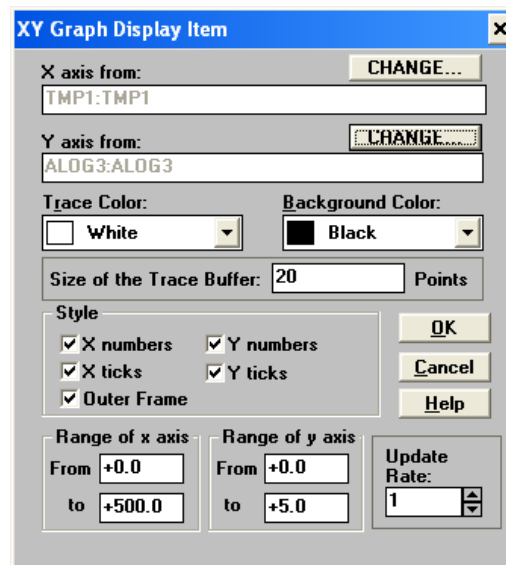 XY Graph Display Item
X axis from:
CHANGE...
TMP1:TMP1
Y axis from:
CHANGE...
ALOG3:ALOG3
Trace Color:
Background Color:
White
Black
Size of the Trace Buffer: 20 Points
Style
X numbers
Y numbers
X ticks
Y ticks
Outer Frame
OK
Cancel
Help
Range of x axis
From +0.0
to +500.0
Range of y axis
From +0.0
to +5.0
Update
Rate:
1